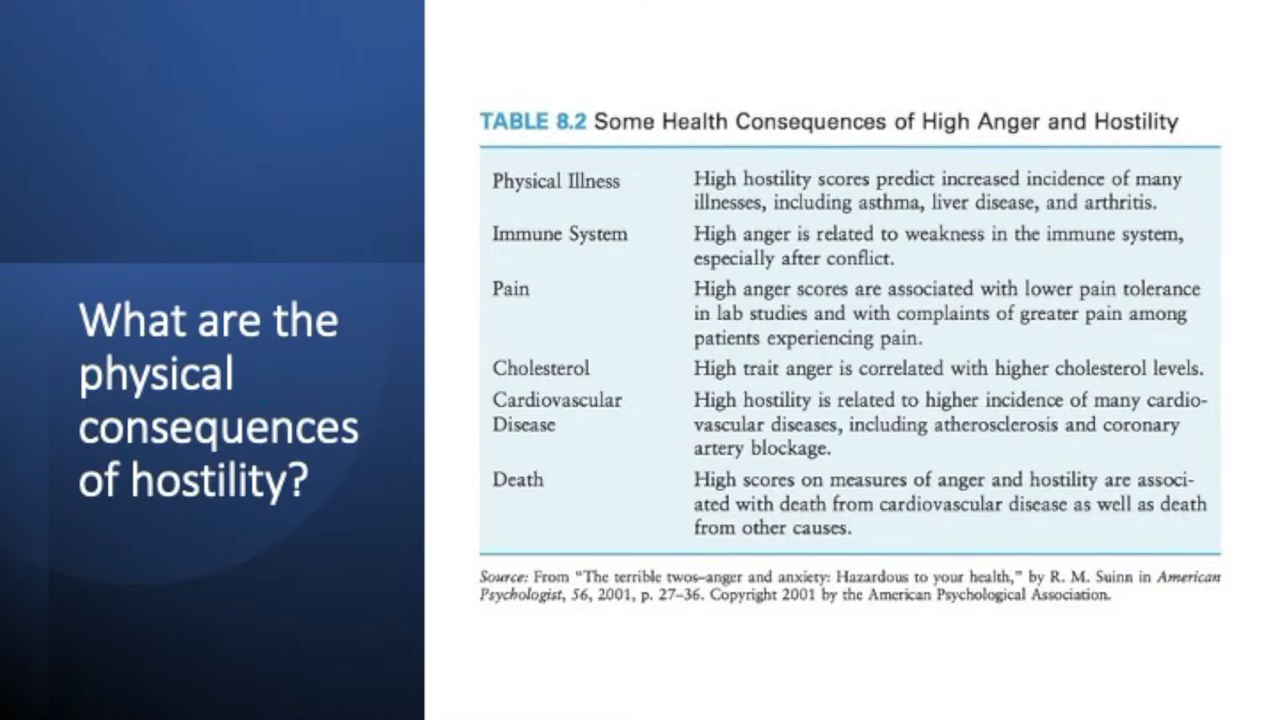 What are the
physical
consequences
of hostility?
TABLE 8.2 Some Health Consequences of High Anger and Hostility
Physical Illness High hostility scores predict increased incidence of many
illnesses, including asthma, liver disease, and arthritis.
Immune System High anger is related to weakness in the immune system,
especially after conflict.
Pain High anger scores are associated with lower pain tolerance
in lab studies and with complaints of greater pain among
patients experiencing pain.
Cholesterol High trait anger is correlated with higher cholesterol levels.
Cardiovascular High hostility is related to higher incidence of many cardio-
Disease vascular diseases, including atherosclerosis and coronary
artery blockage.
Death High scores on measures of anger and hostility are associ-
ated with death from cardiovascular disease as well as death
from other causes.
Source: From “The terrible twos–anger and anxiety: Hazardous to your health,” by R. M. Suinn in American
Psychologist, 56, 2001, p. 27–36. Copyright 2001 by the American Psychological Association.